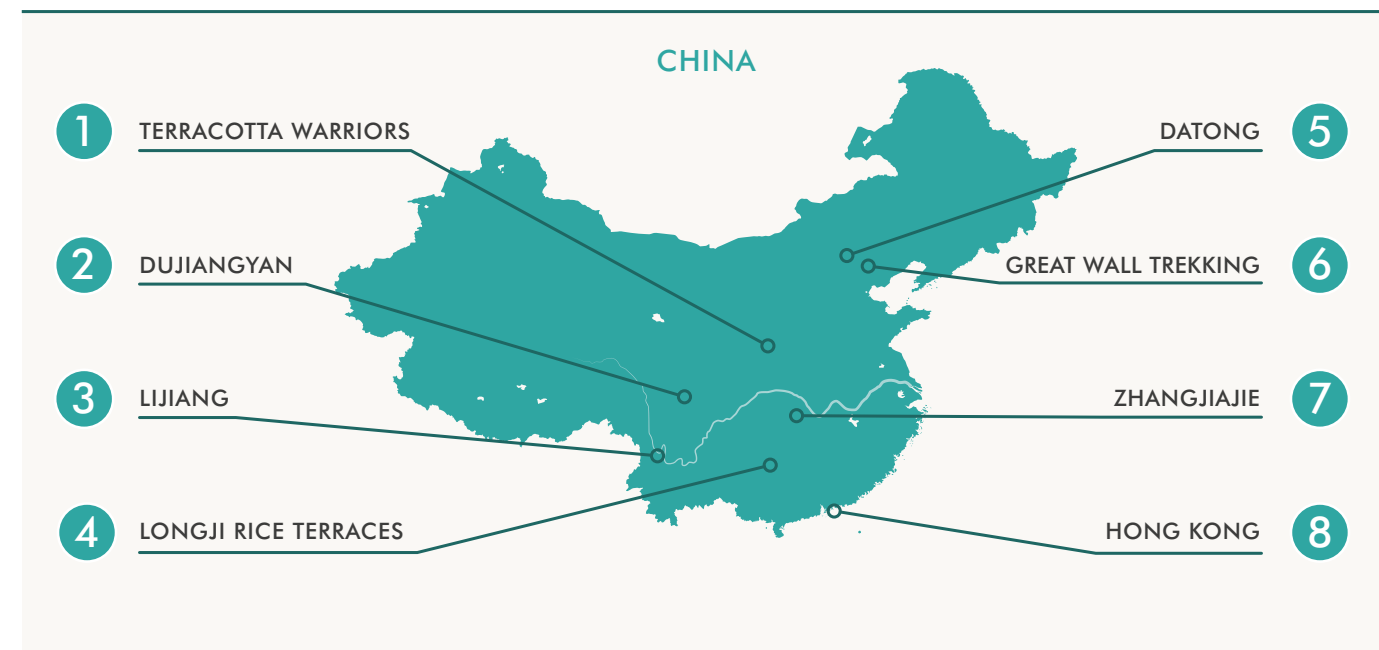 CHINA
1 TERRACOTTA WARRIORS
2 DUJIANGYAN
3 LIJIANG
4 LONGJI RICE TERRACES
DATONG 5
GREAT WALL TREKKING 6
ZHANGJIAJIE 7
HONG KONG 8